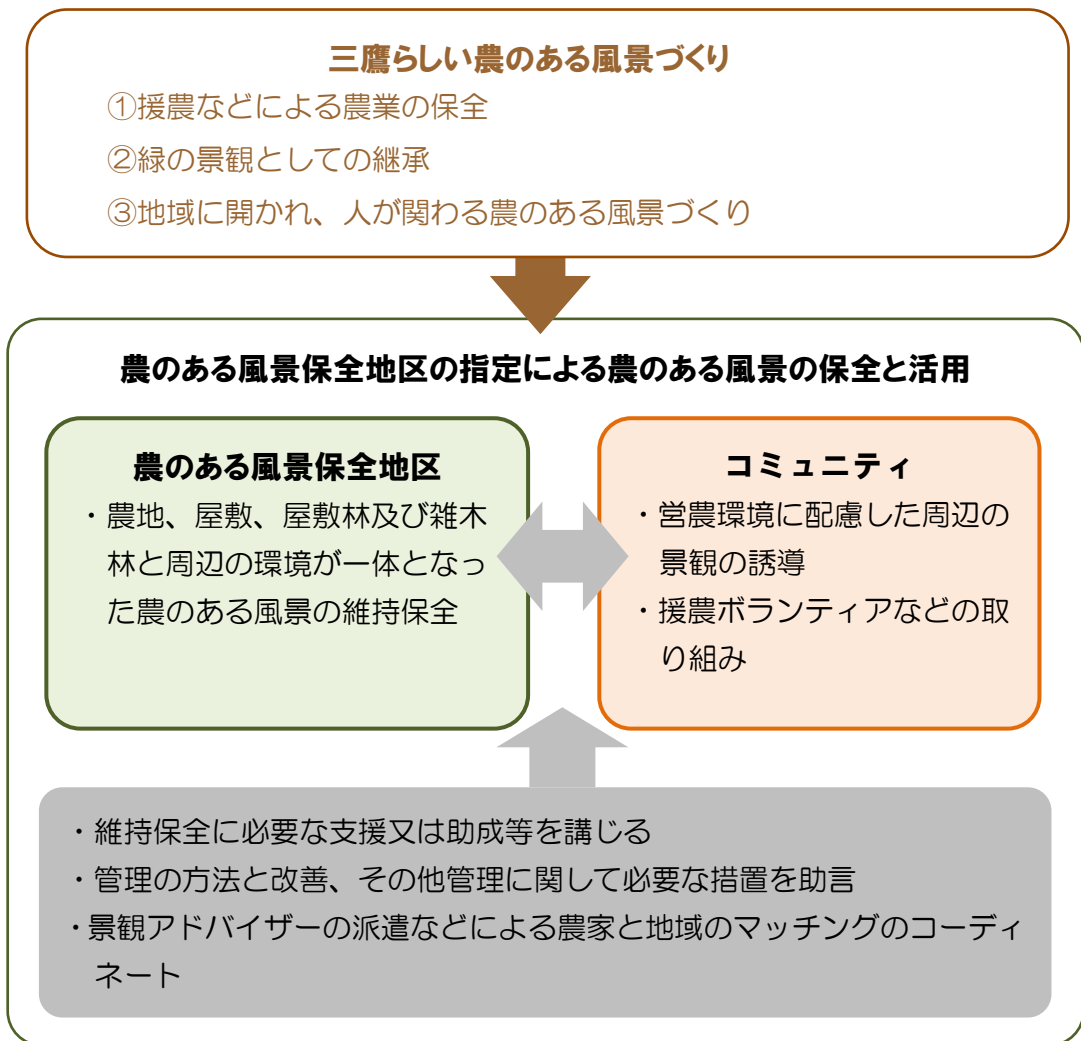 三鷹らしい農のある風景づくり
①援農などによる農業の保全
②緑の景観としての継承
③地域に開かれ、人が関わる農のある風景づくり
農のある風景保全地区の指定による農のある風景の保全と活用
農のある風景保全地区
・農地、屋敷、屋敷林及び雑木
林と周辺の環境が一体となっ
た農のある風景の維持保全
コミュニティ
・営農環境に配慮した周辺の
景観の誘導
・援農ボランティアなどの取
り組み
・維持保全に必要な支援又は助成等を講じる
・管理の方法と改善、その他管理に関して必要な措置を助言
・景観アドバイザーの派遣などによる農家と地域のマッチングのコーディ
ネート